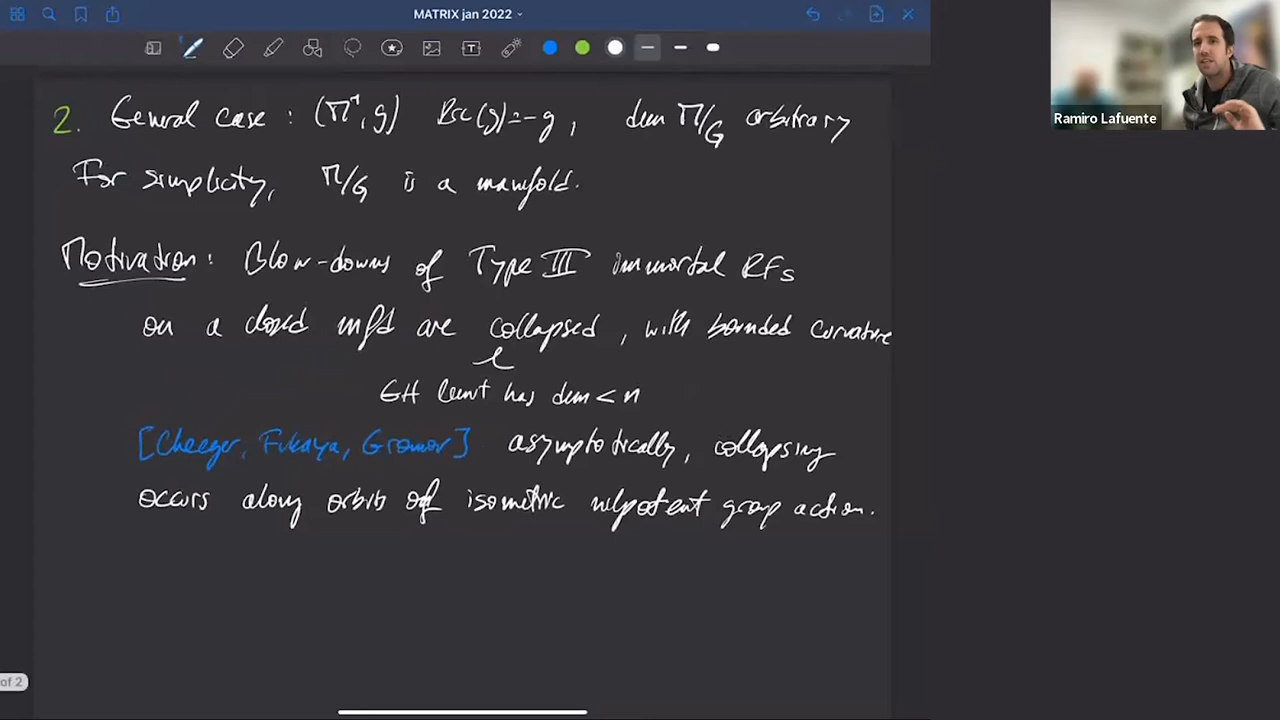 MATRIX jan 2022
2. General case : (Mⁿ, g) Ric(g)=-g, dim M/G arbitrary
For simplicity, M/G is a manifold.
Motivation: Blow-downs of Type III immortal RFs
on a closed mfd are collapsed, with bounded curvature
GH limit has dim < n
[Cheeger, Fukaya, Gromov] asymptotically, collapsing
occurs along orbits of isometric nilpotent group action.
of 2
Ramiro Lafuente